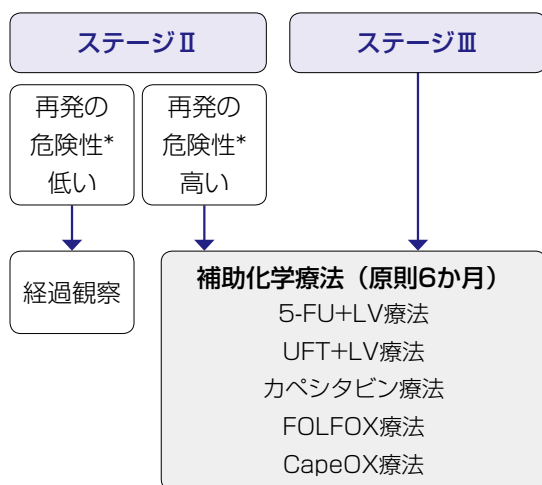 ステージⅡ
ステージⅢ
再発の
危険性*
低い
再発の
危険性*
高い
経過観察
補助化学療法（原則6か月）
5-FU+LV療法
UFT+LV療法
カペシタビン療法
FOLFOX療法
CapeOX療法